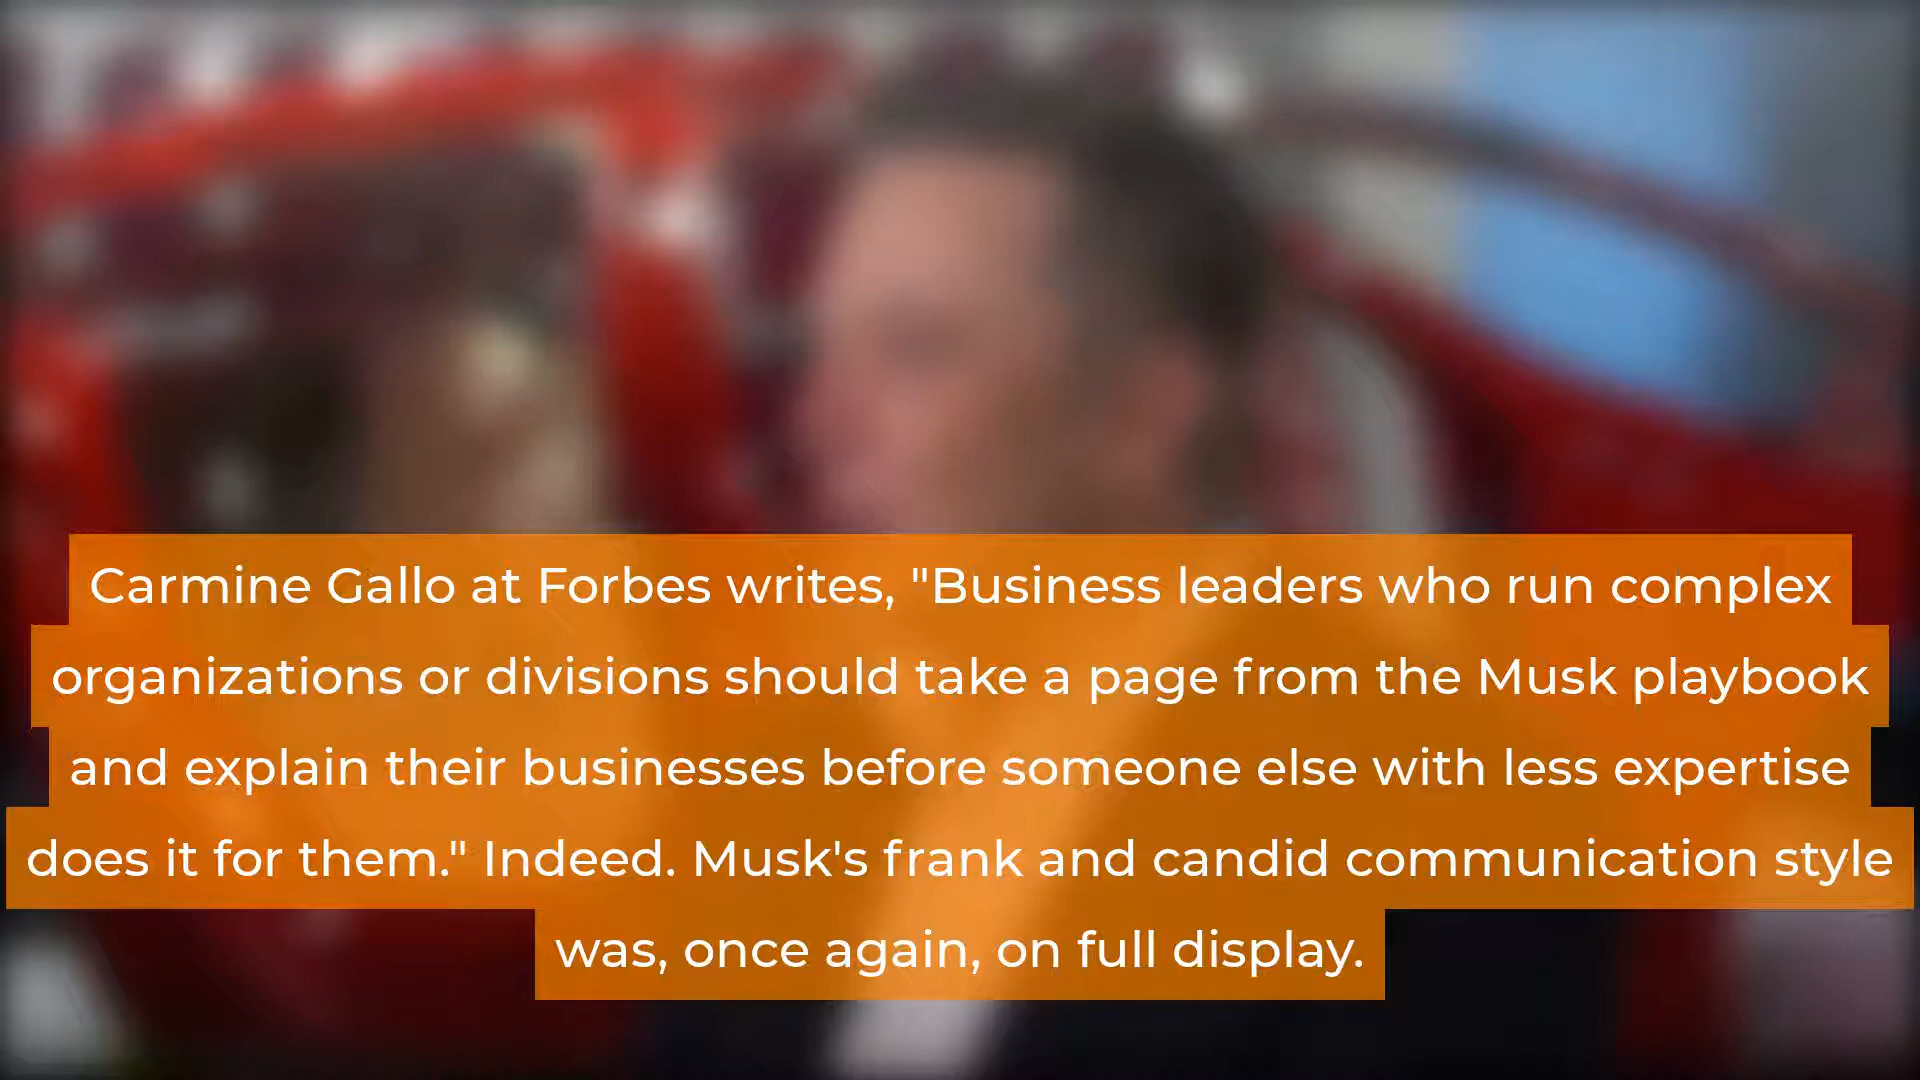 Carmine Gallo at Forbes writes, "Business leaders who run complex
organizations or divisions should take a page from the Musk playbook
and explain their businesses before someone else with less expertise
does it for them." Indeed. Musk's frank and candid communication style
was, once again, on full display.